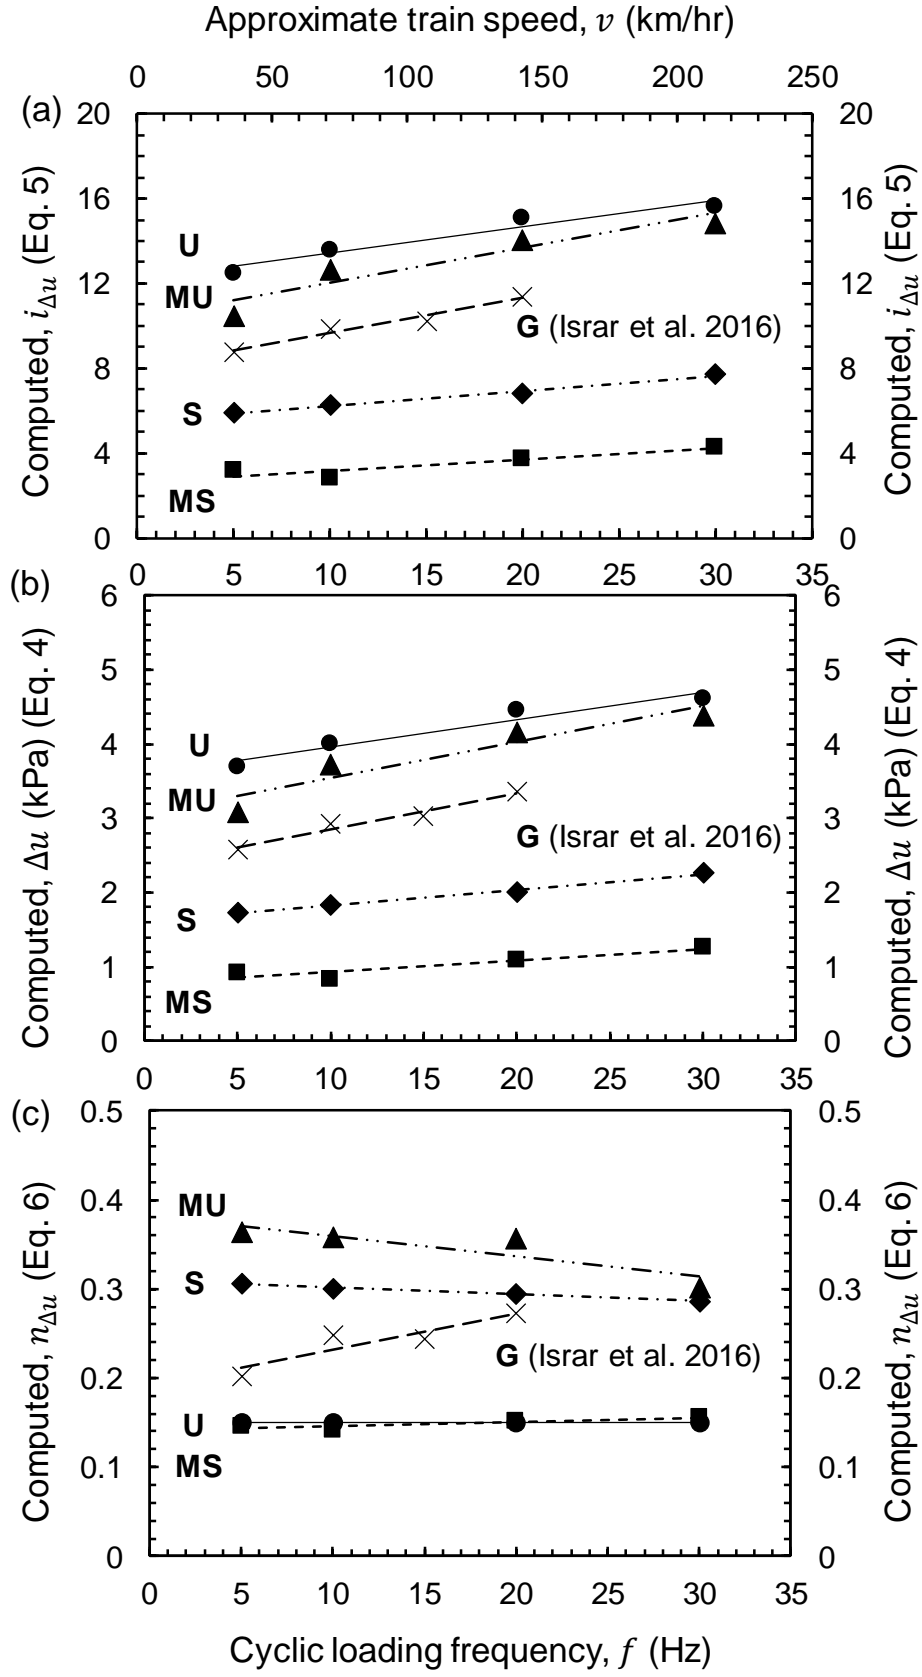 Approximate train speed, v (km/hr)
0 50 100 150 200 250
(a)
20 20
16 16
12 12
8 8
4 4
0 0
Computed, iΔu (Eq. 5)
Computed, iΔu (Eq. 5)
U
MU
G (Israr et al. 2016)
S
MS
0 5 10 15 20 25 30 35
(b)
6 6
5 5
4 4
3 3
2 2
1 1
0 0
Computed, Δu (kPa) (Eq. 4)
Computed, Δu (kPa) (Eq. 4)
U
MU
G (Israr et al. 2016)
S
MS
0 5 10 15 20 25 30 35
(c)
0.5 0.5
0.4 0.4
0.3 0.3
0.2 0.2
0.1 0.1
0 0
Computed, nΔu (Eq. 6)
Computed, nΔu (Eq. 6)
MU
S
G (Israr et al. 2016)
U
MS
0 5 10 15 20 25 30 35
Cyclic loading frequency, f (Hz)